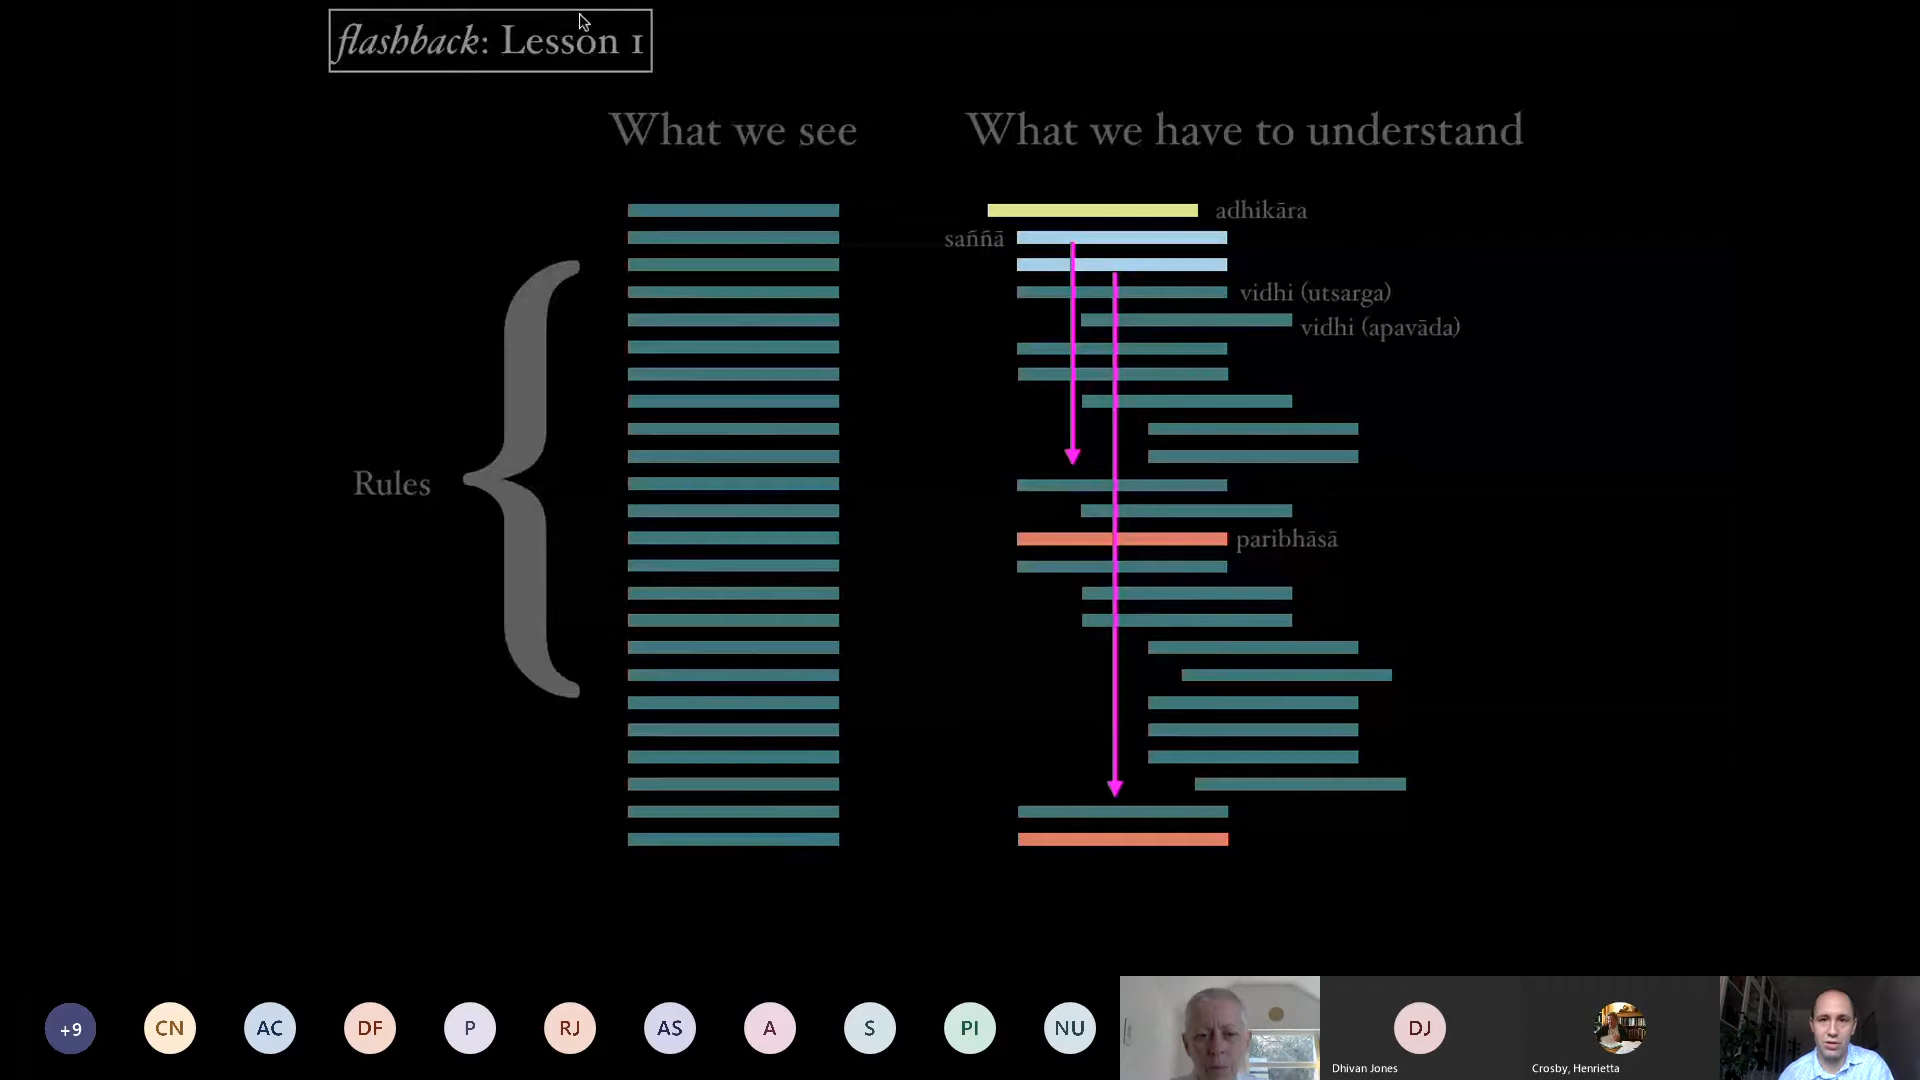 flashback: Lesson 1
What we see
What we have to understand
adhikāra
saññā
vidhi (utsarga)
vidhi (apavāda)
Rules
paribhāsā
+9
CN
AC
DF
P
RJ
AS
A
S
PI
NU
DJ
Dhivan Jones
Crosby, Henrietta